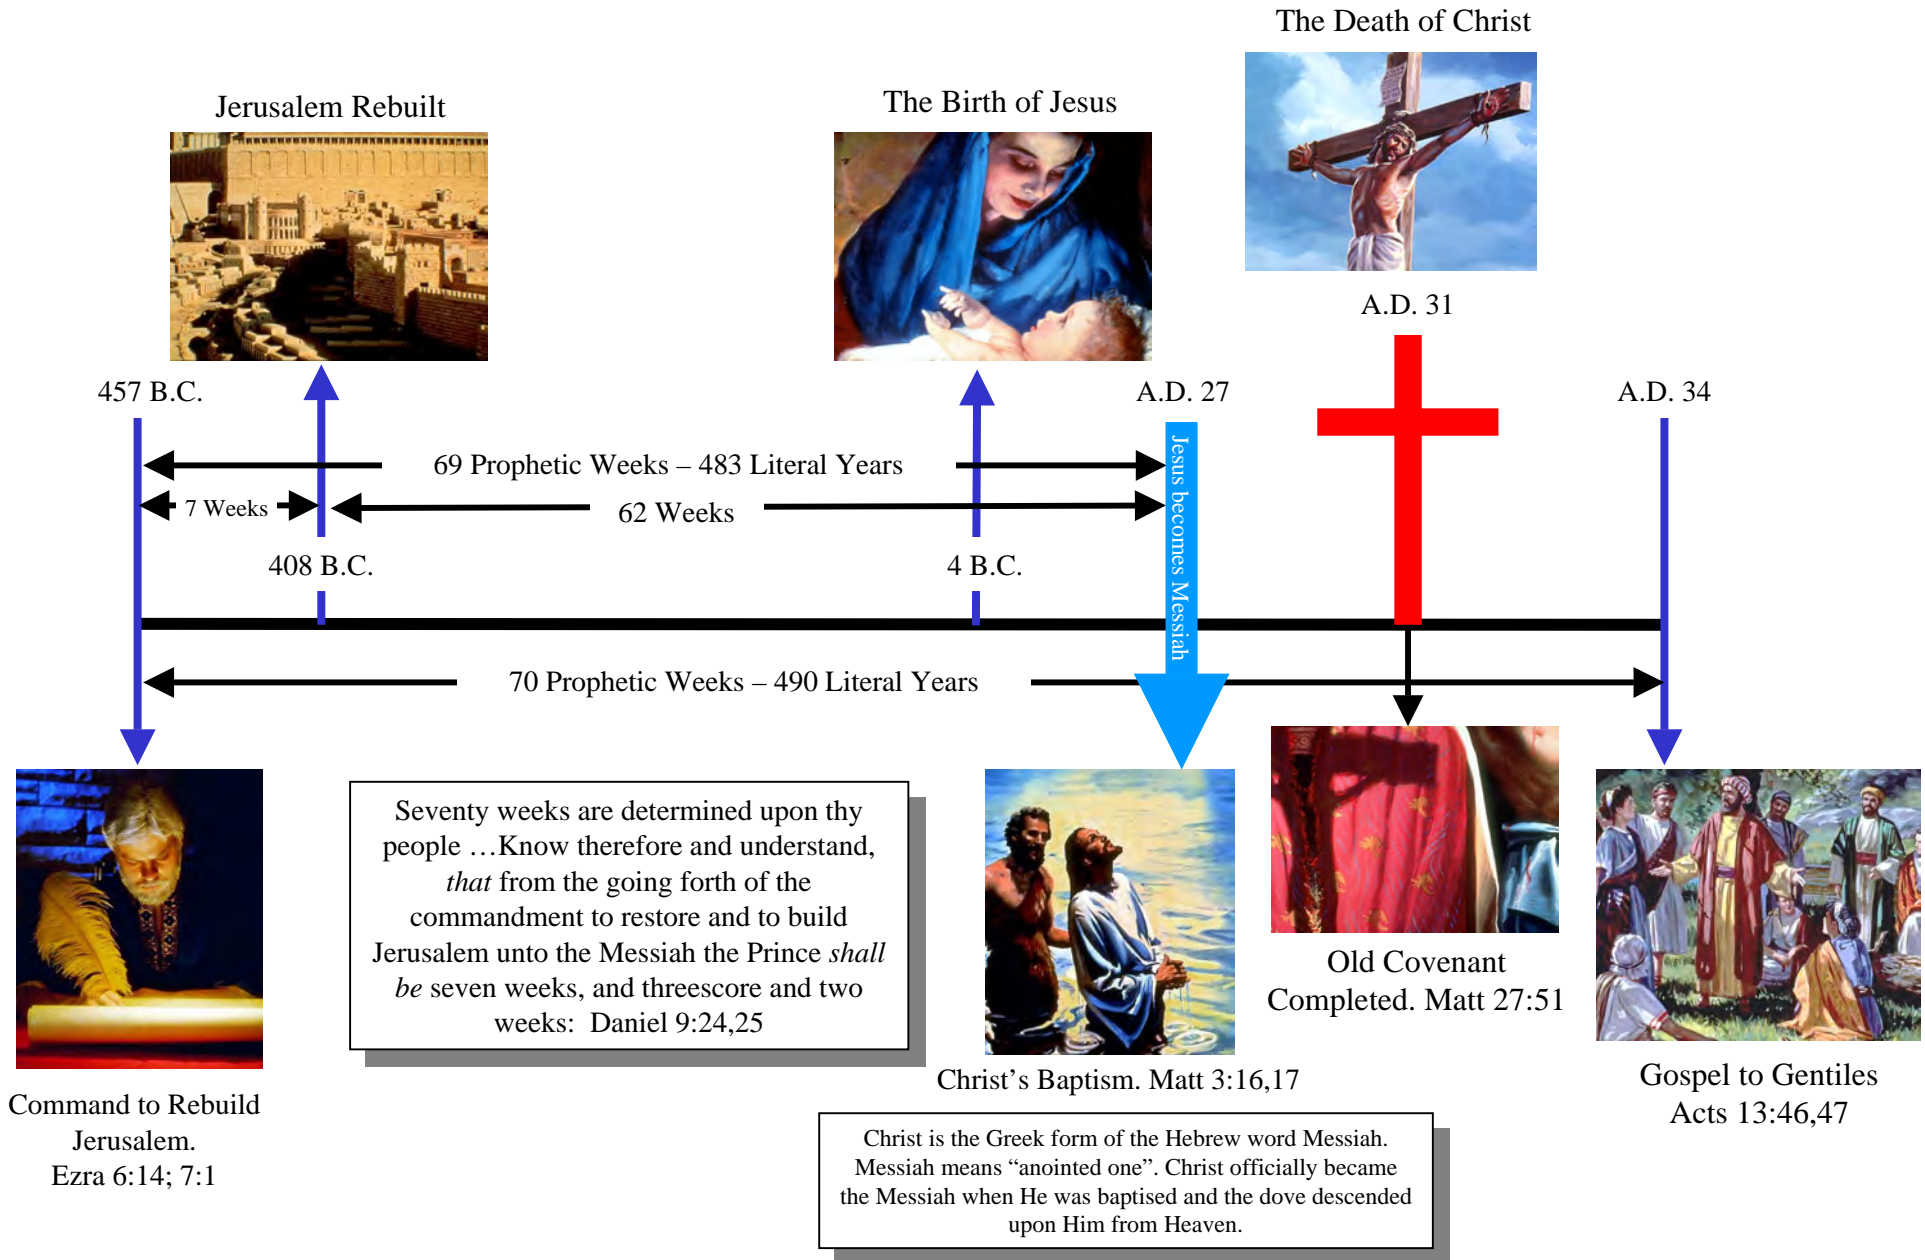 The Death of Christ
Jerusalem Rebuilt
The Birth of Jesus
A.D. 31
457 B.C.
A.D. 27
A.D. 34
69 Prophetic Weeks – 483 Literal Years
7 Weeks
62 Weeks
Jesus becomes Messiah
408 B.C.
4 B.C.
70 Prophetic Weeks – 490 Literal Years
Seventy weeks are determined upon thy
people …Know therefore and understand,
that from the going forth of the
commandment to restore and to build
Jerusalem unto the Messiah the Prince shall
be seven weeks, and threescore and two
weeks:  Daniel 9:24,25
Old Covenant
Completed. Matt 27:51
Christ’s Baptism. Matt 3:16,17
Gospel to Gentiles
Acts 13:46,47
Command to Rebuild
Jerusalem.
Ezra 6:14; 7:1
Christ is the Greek form of the Hebrew word Messiah.
Messiah means “anointed one”. Christ officially became
the Messiah when He was baptised and the dove descended
upon Him from Heaven.